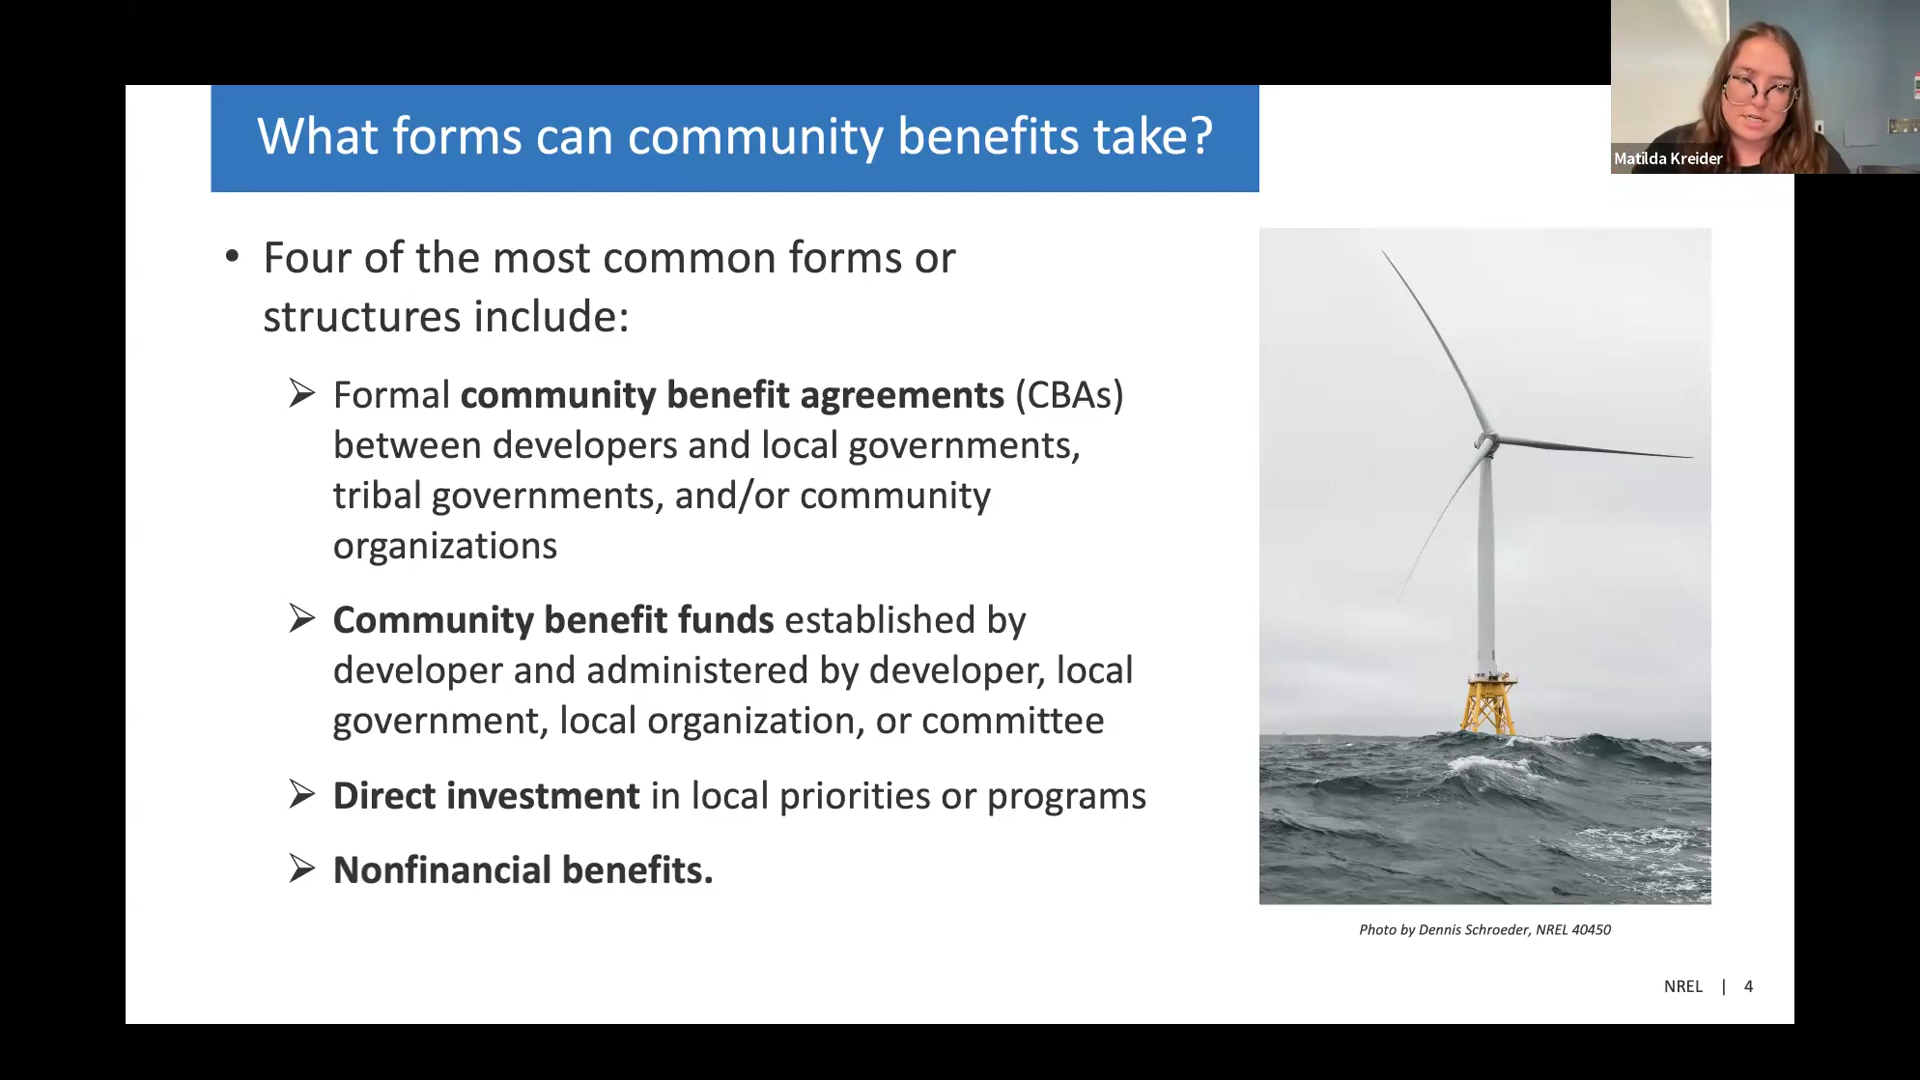 What forms can community benefits take?
Matilda Kreider
• Four of the most common forms or
structures include:
➢ Formal community benefit agreements (CBAs)
between developers and local governments,
tribal governments, and/or community
organizations
➢ Community benefit funds established by
developer and administered by developer, local
government, local organization, or committee
➢ Direct investment in local priorities or programs
➢ Nonfinancial benefits.
Photo by Dennis Schroeder, NREL 40450
NREL | 4